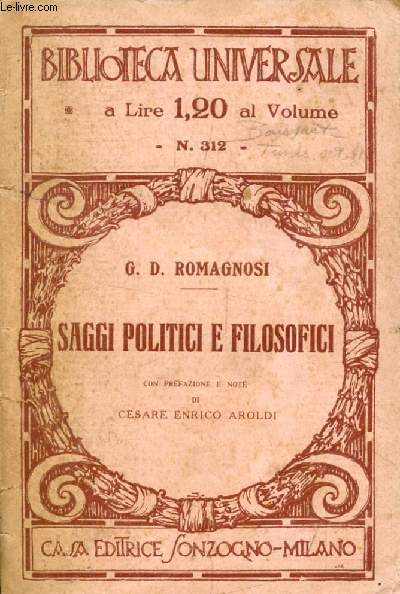 Le-livre.com
BIBLIOTECA UNIVERSALE
a Lire 1,20 al Volume
- N. 312 -
G. D. ROMAGNOSI
SAGGI POLITICI E FILOSOFICI
CON PREFAZIONE E NOTE
DI
CESARE ENRICO AROLDI
CASA EDITRICE SONZOGNO-MILANO